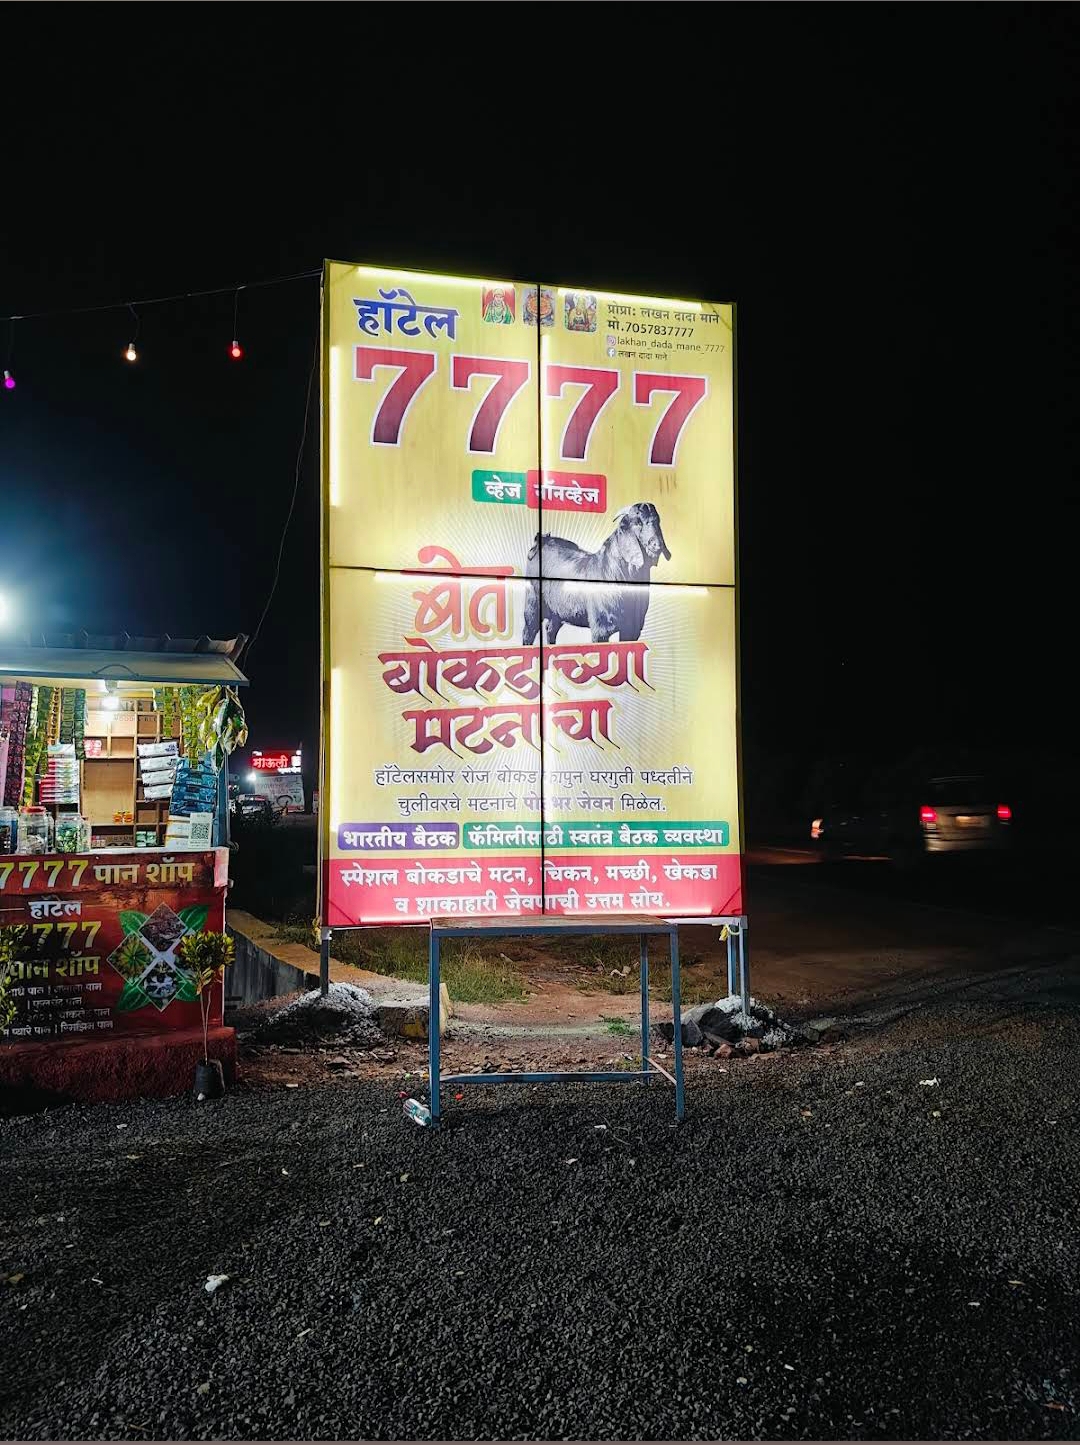 हॉटेल
प्रोप्रा: लखन दादा माने
मो.7057837777
lakhan_dada_mane_7777
लखन दादा माने
7777
व्हेज नॉनव्हेज
बेत
बोकडाच्या
मटनाचा
हॉटेलसमोर रोज बोकड कापुन घरगुती पध्दतीने
चुलीवरचे मटनाचे पोटभर जेवन मिळेल.
भारतीय बैठक फॅमिलीसाठी स्वतंत्र बैठक व्यवस्था
स्पेशल बोकडाचे मटन, चिकन, मच्छी, खेकडा
व शाकाहारी जेवणाची उत्तम सोय.
माऊली
7777 पान शॉप
हॉटेल
7777
पान शॉप